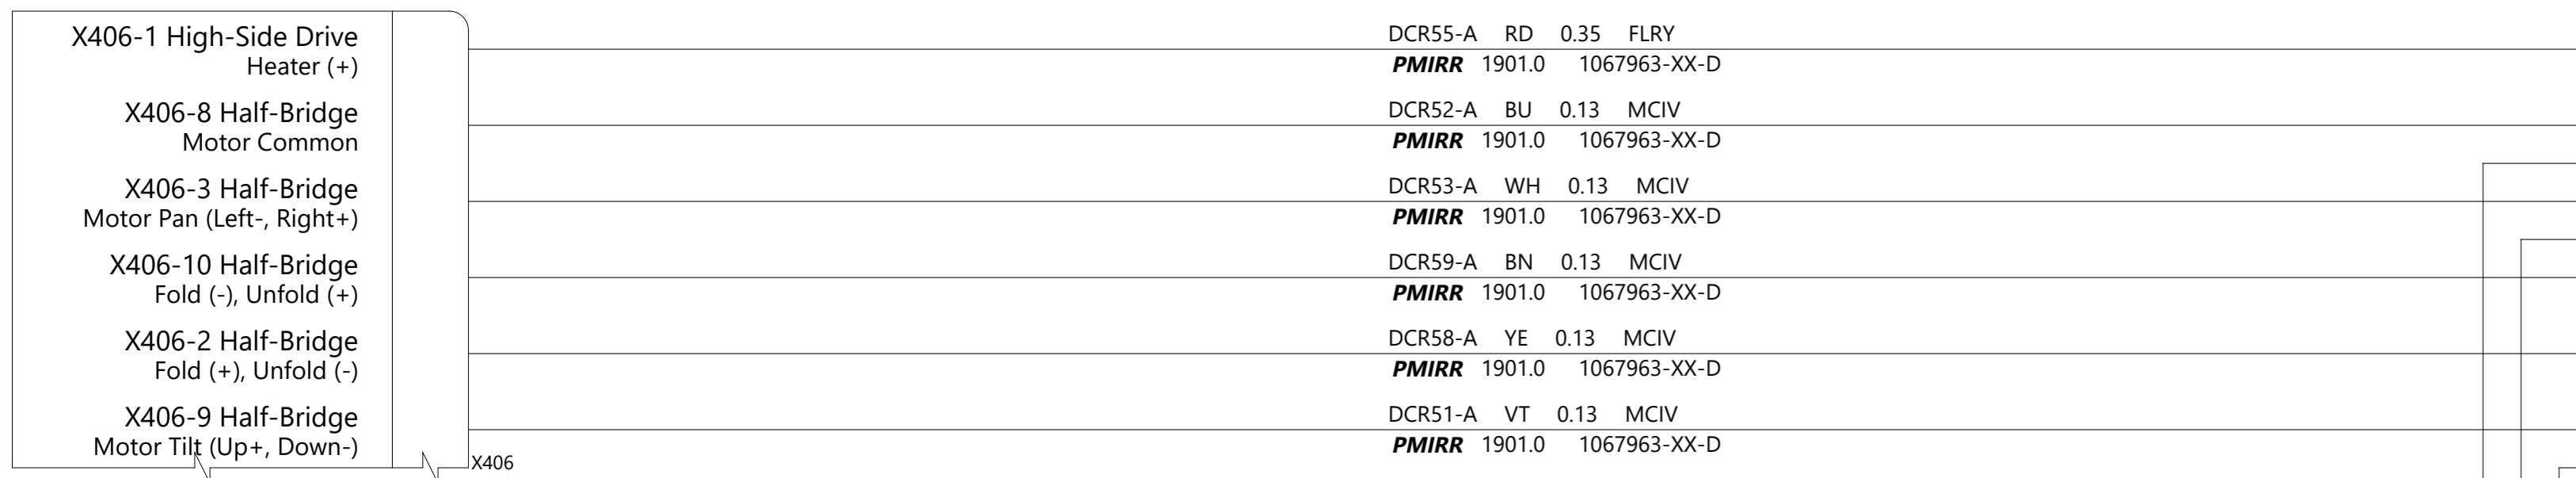 X406-1 High-Side Drive
Heater (+)
DCR55-A RD 0.35 FLRY
PMIRR 1901.0 1067963-XX-D
X406-8 Half-Bridge
Motor Common
DCR52-A BU 0.13 MCIV
PMIRR 1901.0 1067963-XX-D
X406-3 Half-Bridge
Motor Pan (Left-, Right+)
DCR53-A WH 0.13 MCIV
PMIRR 1901.0 1067963-XX-D
X406-10 Half-Bridge
Fold (-), Unfold (+)
DCR59-A BN 0.13 MCIV
PMIRR 1901.0 1067963-XX-D
X406-2 Half-Bridge
Fold (+), Unfold (-)
DCR58-A YE 0.13 MCIV
PMIRR 1901.0 1067963-XX-D
X406-9 Half-Bridge
Motor Tilt (Up+, Down-)
DCR51-A VT 0.13 MCIV
PMIRR 1901.0 1067963-XX-D
X406